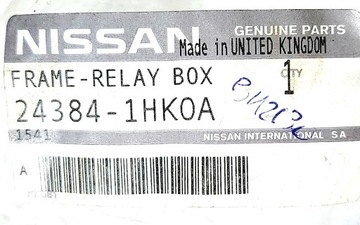 NISSAN GENUINE PARTS
Made in UNITED KINGDOM
FRAME-RELAY BOX 1 QTY
24384-1HK0A
1541
NISSAN INTERNATIONAL SA
A